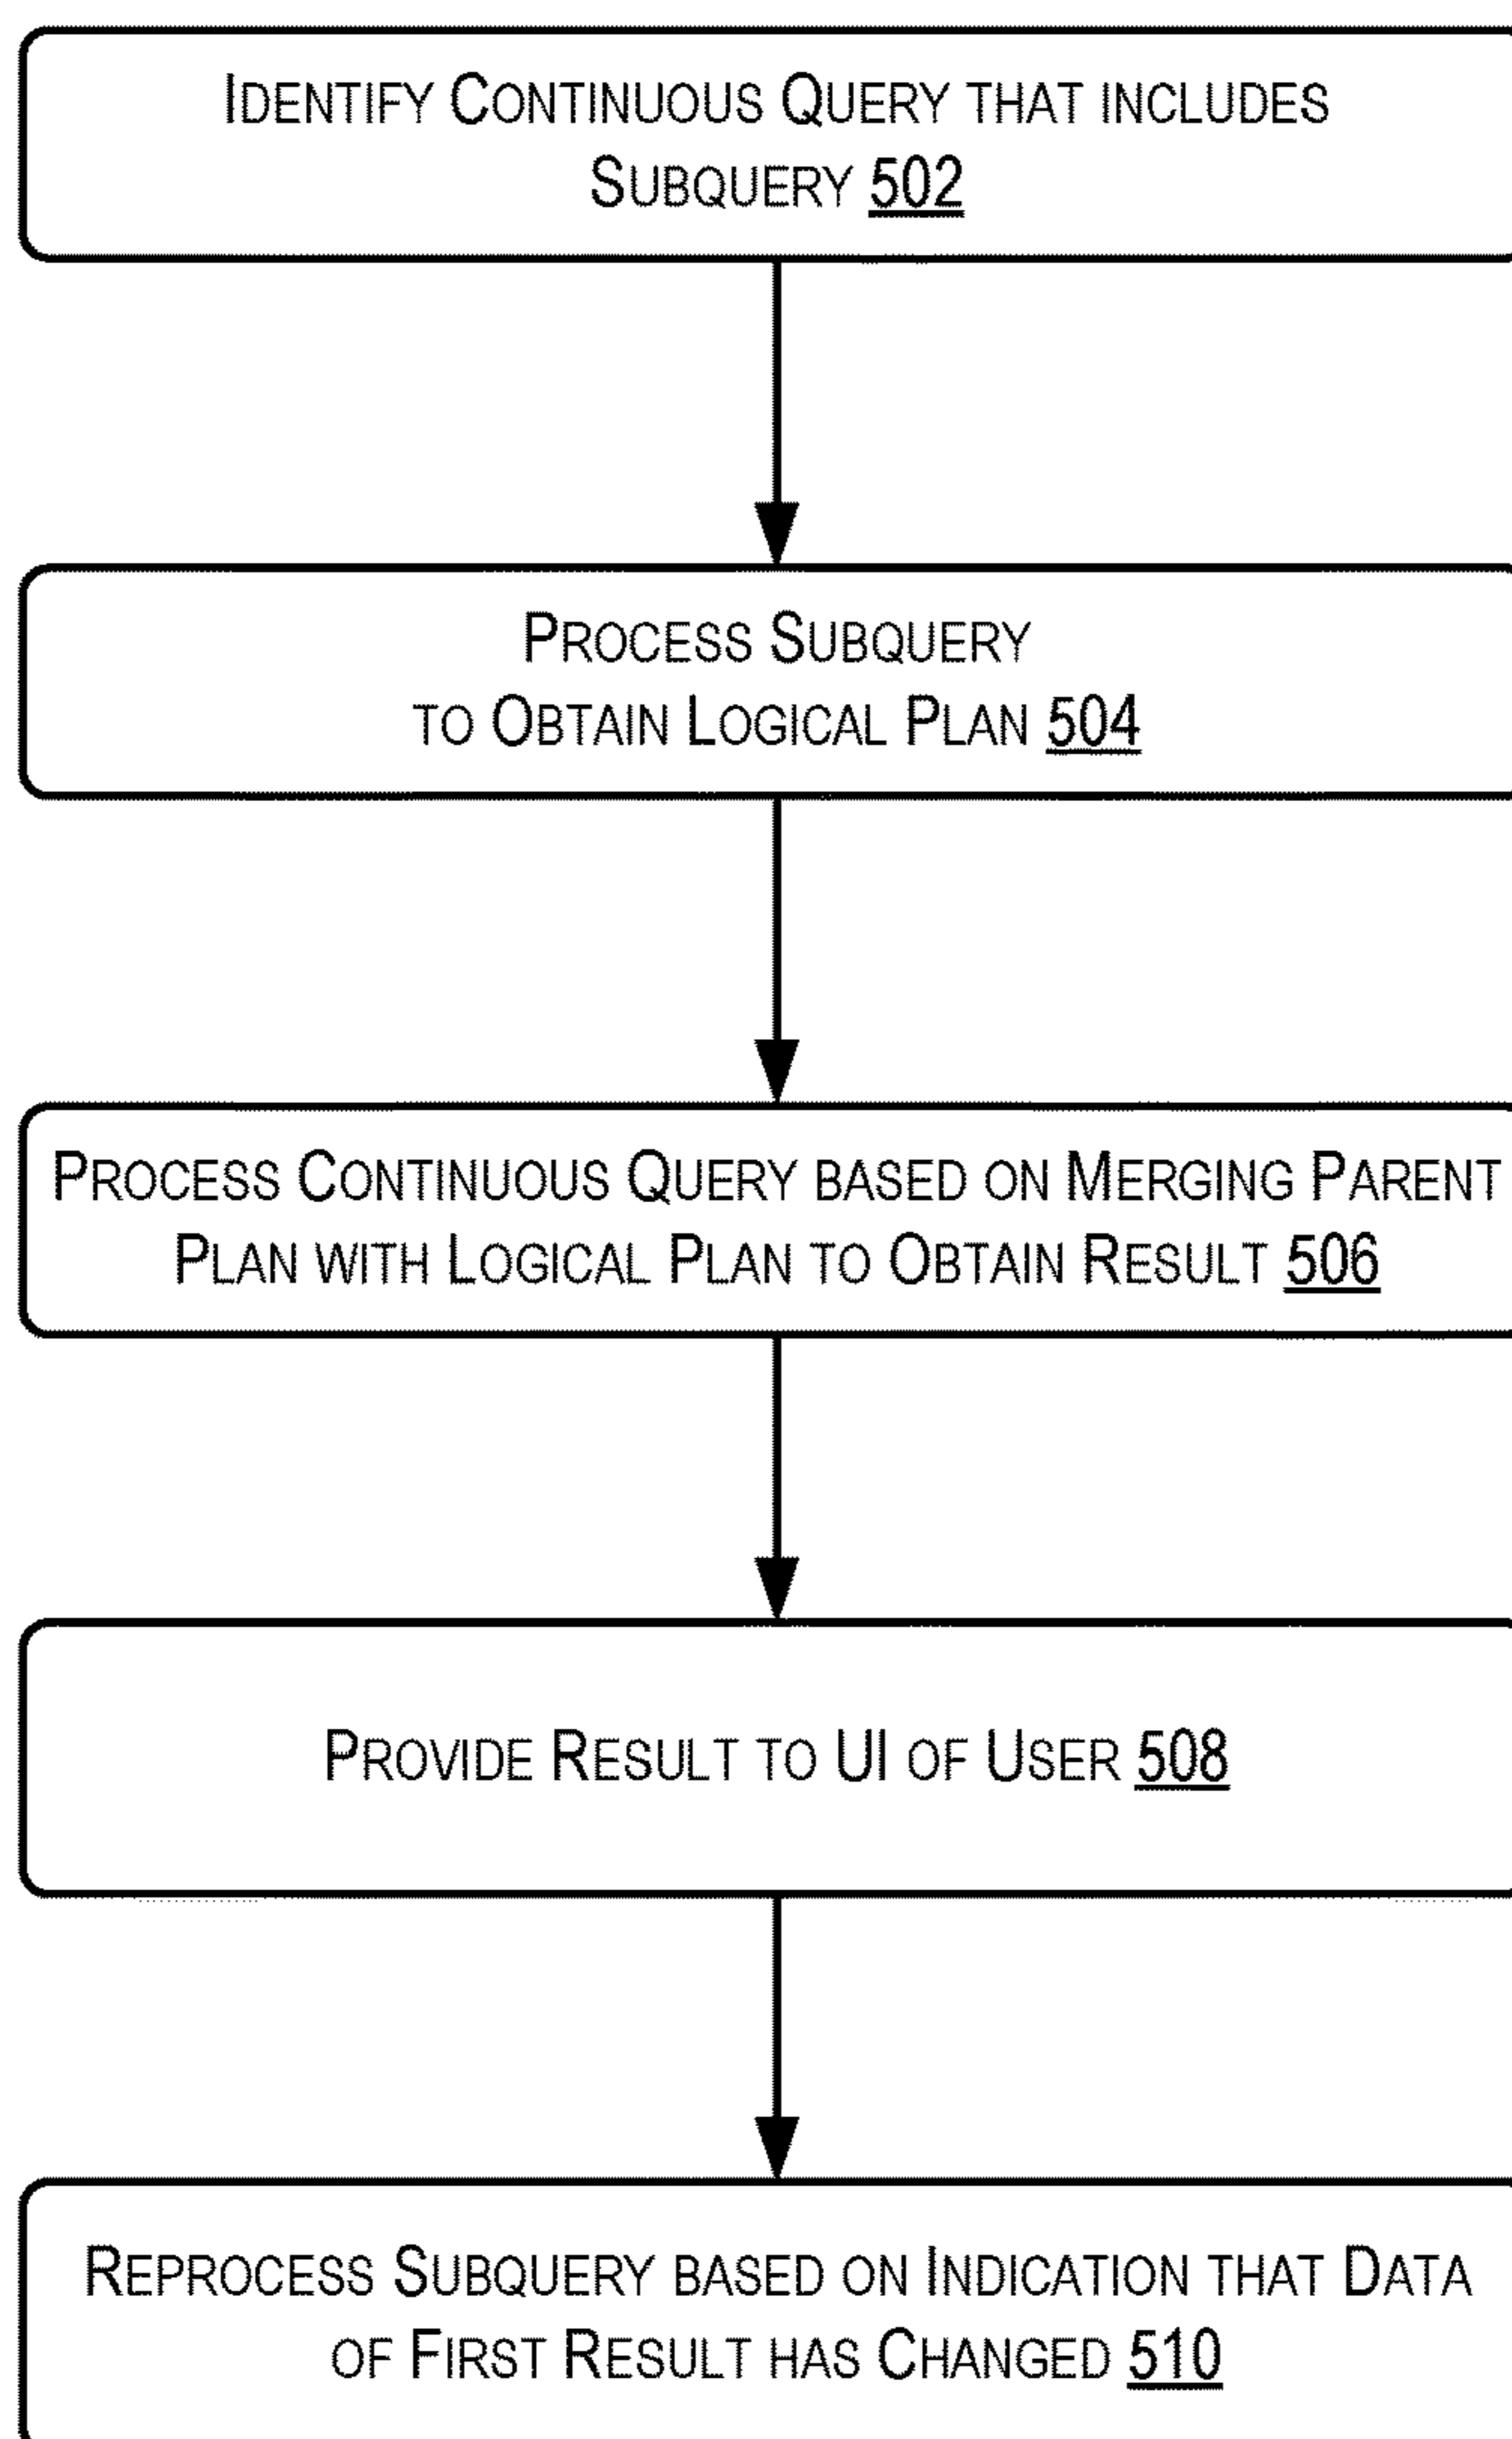 IDENTIFY CONTINUOUS QUERY THAT INCLUDES
SUBQUERY 502
PROCESS SUBQUERY
TO OBTAIN LOGICAL PLAN 504
PROCESS CONTINUOUS QUERY BASED ON MERGING PARENT
PLAN WITH LOGICAL PLAN TO OBTAIN RESULT 506
PROVIDE RESULT TO UI OF USER 508
REPROCESS SUBQUERY BASED ON INDICATION THAT DATA
OF FIRST RESULT HAS CHANGED 510